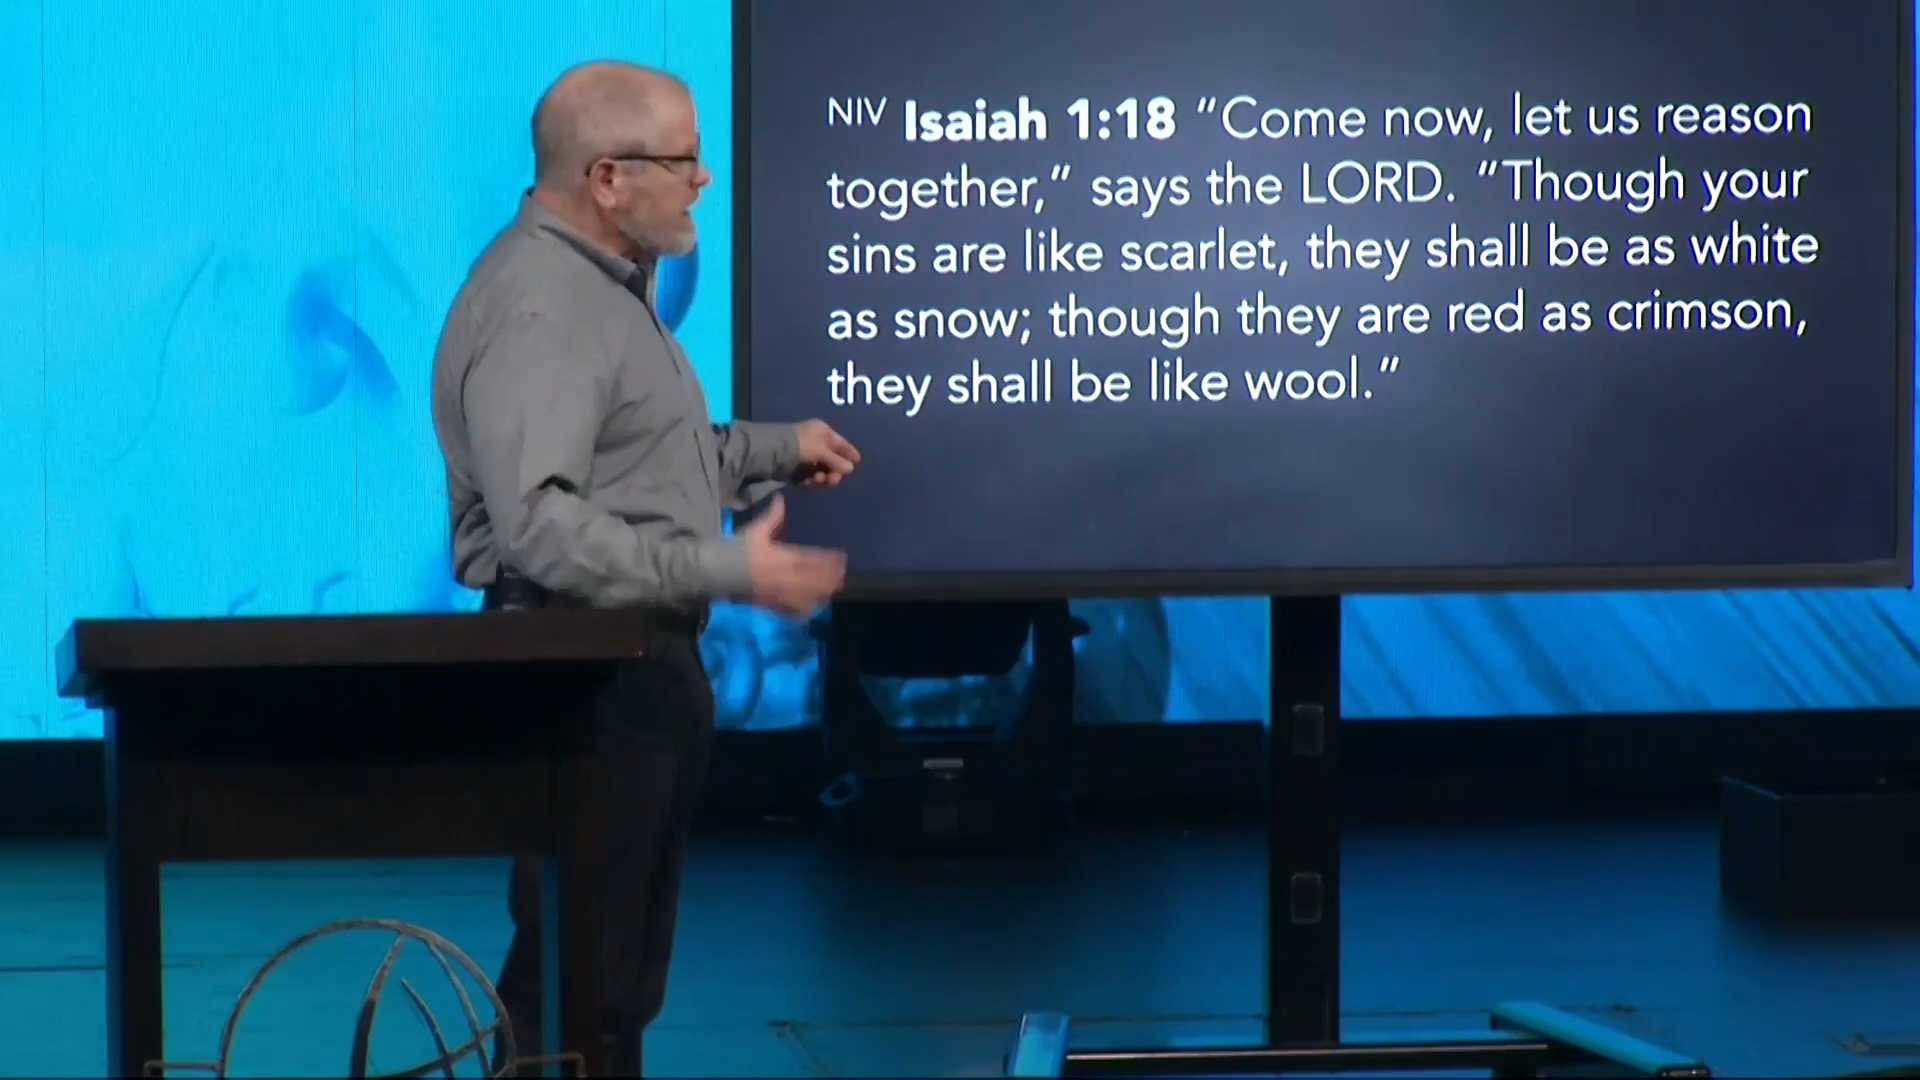 NIV Isaiah 1:18 “Come now, let us reason
together,” says the LORD. “Though your
sins are like scarlet, they shall be as white
as snow; though they are red as crimson,
they shall be like wool.”